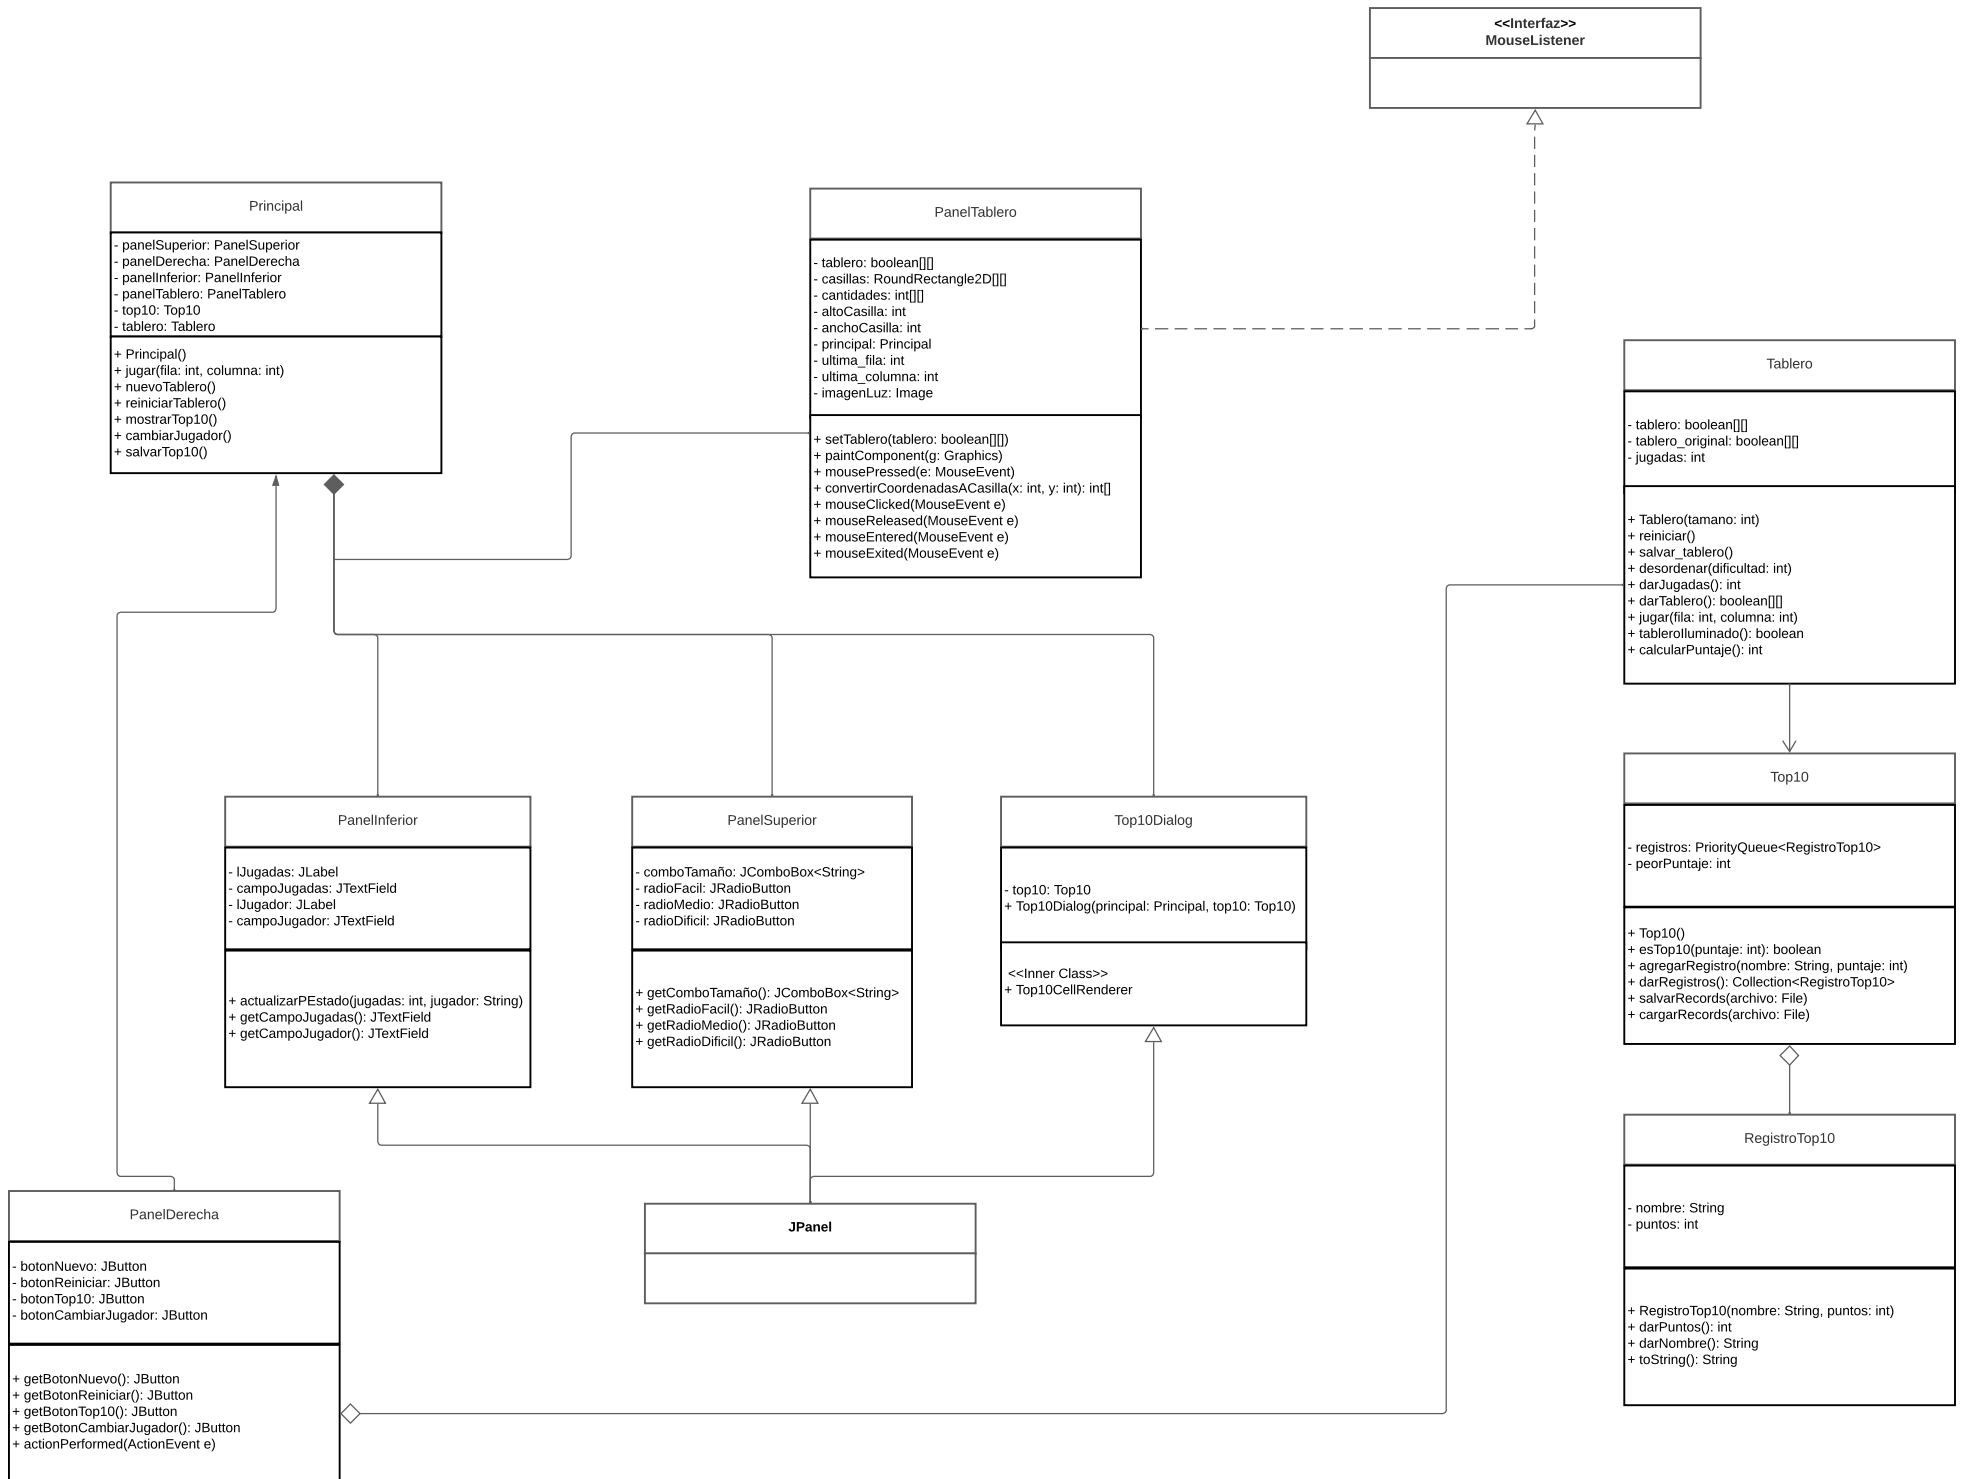 <<Interfaz>>
MouseListener
Principal
- panelSuperior: PanelSuperior
- panelDerecha: PanelDerecha
- panelInferior: PanelInferior
- panelTablero: PanelTablero
- top10: Top10
- tablero: Tablero
+ Principal()
+ jugar(fila: int, columna: int)
+ nuevoTablero()
+ reiniciarTablero()
+ mostrarTop10()
+ cambiarJugador()
+ salvarTop10()
PanelTablero
- tablero: boolean[][]
- casillas: RoundRectangle2D[][]
- cantidades: int[][]
- altoCasilla: int
- anchoCasilla: int
- principal: Principal
- ultima_fila: int
- ultima_columna: int
- imagenLuz: Image
+ setTablero(tablero: boolean[][])
+ paintComponent(g: Graphics)
+ mousePressed(e: MouseEvent)
+ convertirCoordenadasACasilla(x: int, y: int): int[]
+ mouseClicked(MouseEvent e)
+ mouseReleased(MouseEvent e)
+ mouseEntered(MouseEvent e)
+ mouseExited(MouseEvent e)
Tablero
- tablero: boolean[][]
- tablero_original: boolean[][]
- jugadas: int
+ Tablero(tamano: int)
+ reiniciar()
+ salvar_tablero()
+ desordenar(dificultad: int)
+ darJugadas(): int
+ darTablero(): boolean[][]
+ jugar(fila: int, columna: int)
+ tableroIluminado(): boolean
+ calcularPuntaje(): int
Top10
- registros: PriorityQueue<RegistroTop10>
- peorPuntaje: int
+ Top10()
+ esTop10(puntaje: int): boolean
+ agregarRegistro(nombre: String, puntaje: int)
+ darRegistros(): Collection<RegistroTop10>
+ salvarRecords(archivo: File)
+ cargarRecords(archivo: File)
PanelInferior
- lJugadas: JLabel
- campoJugadas: JTextField
- lJugador: JLabel
- campoJugador: JTextField
+ actualizarPEstado(jugadas: int, jugador: String)
+ getCampoJugadas(): JTextField
+ getCampoJugador(): JTextField
PanelSuperior
- comboTamaño: JComboBox<String>
- radioFacil: JRadioButton
- radioMedio: JRadioButton
- radioDificil: JRadioButton
+ getComboTamaño(): JComboBox<String>
+ getRadioFacil(): JRadioButton
+ getRadioMedio(): JRadioButton
+ getRadioDificil(): JRadioButton
Top10Dialog
- top10: Top10
+ Top10Dialog(principal: Principal, top10: Top10)
<<Inner Class>>
+ Top10CellRenderer
RegistroTop10
- nombre: String
- puntos: int
+ RegistroTop10(nombre: String, puntos: int)
+ darPuntos(): int
+ darNombre(): String
+ toString(): String
PanelDerecha
- botonNuevo: JButton
- botonReiniciar: JButton
- botonTop10: JButton
- botonCambiarJugador: JButton
+ getBotonNuevo(): JButton
+ getBotonReiniciar(): JButton
+ getBotonTop10(): JButton
+ getBotonCambiarJugador(): JButton
+ actionPerformed(ActionEvent e)
JPanel